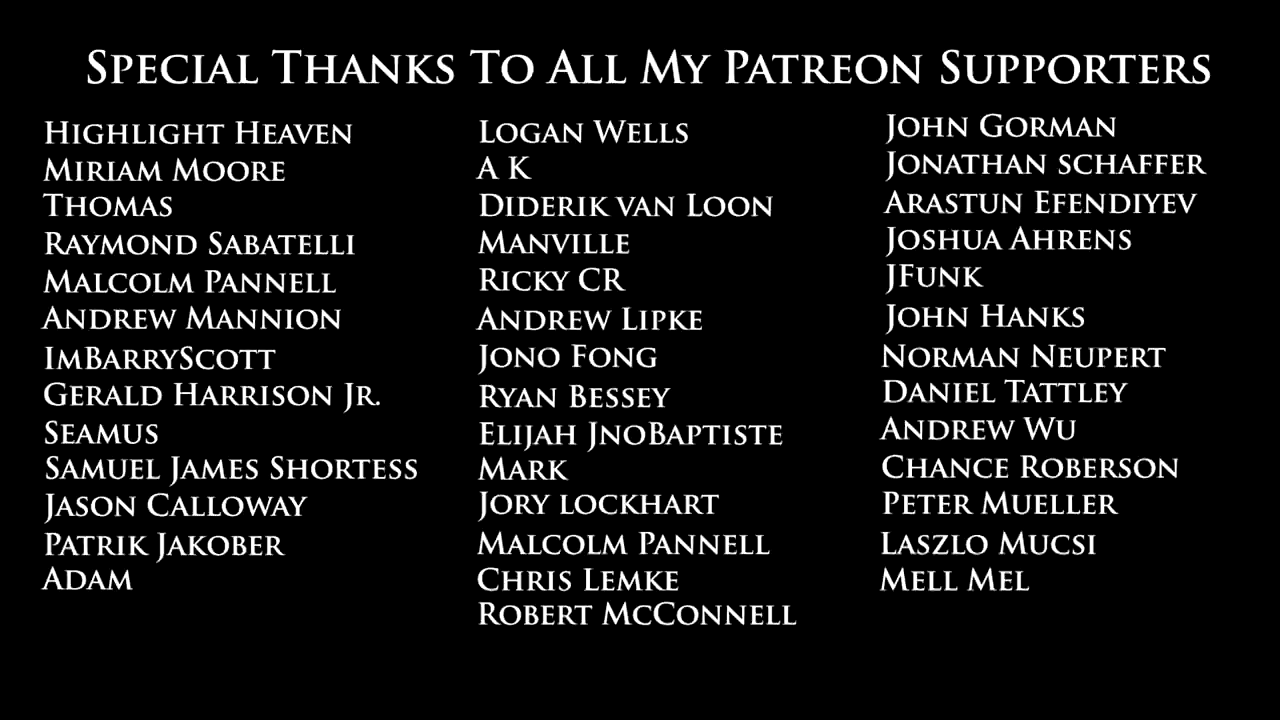 Special Thanks To All My Patreon Supporters
Highlight Heaven
Miriam Moore
Thomas
Raymond Sabatelli
Malcolm Pannell
Andrew Mannion
ImBarryScott
Gerald Harrison Jr.
Seamus
Samuel James Shortess
Jason Calloway
Patrik Jakober
Adam
Logan Wells
A K
Diderik van Loon
Manville
Ricky CR
Andrew Lipke
Jono Fong
Ryan Bessey
Elijah JnoBaptiste
Mark
Jory lockhart
Malcolm Pannell
Chris Lemke
Robert McConnell
John Gorman
Jonathan schaffer
Arastun Efendiyev
Joshua Ahrens
JFunk
John Hanks
Norman Neupert
Daniel Tattley
Andrew Wu
Chance Roberson
Peter Mueller
Laszlo Mucsi
Mell Mel